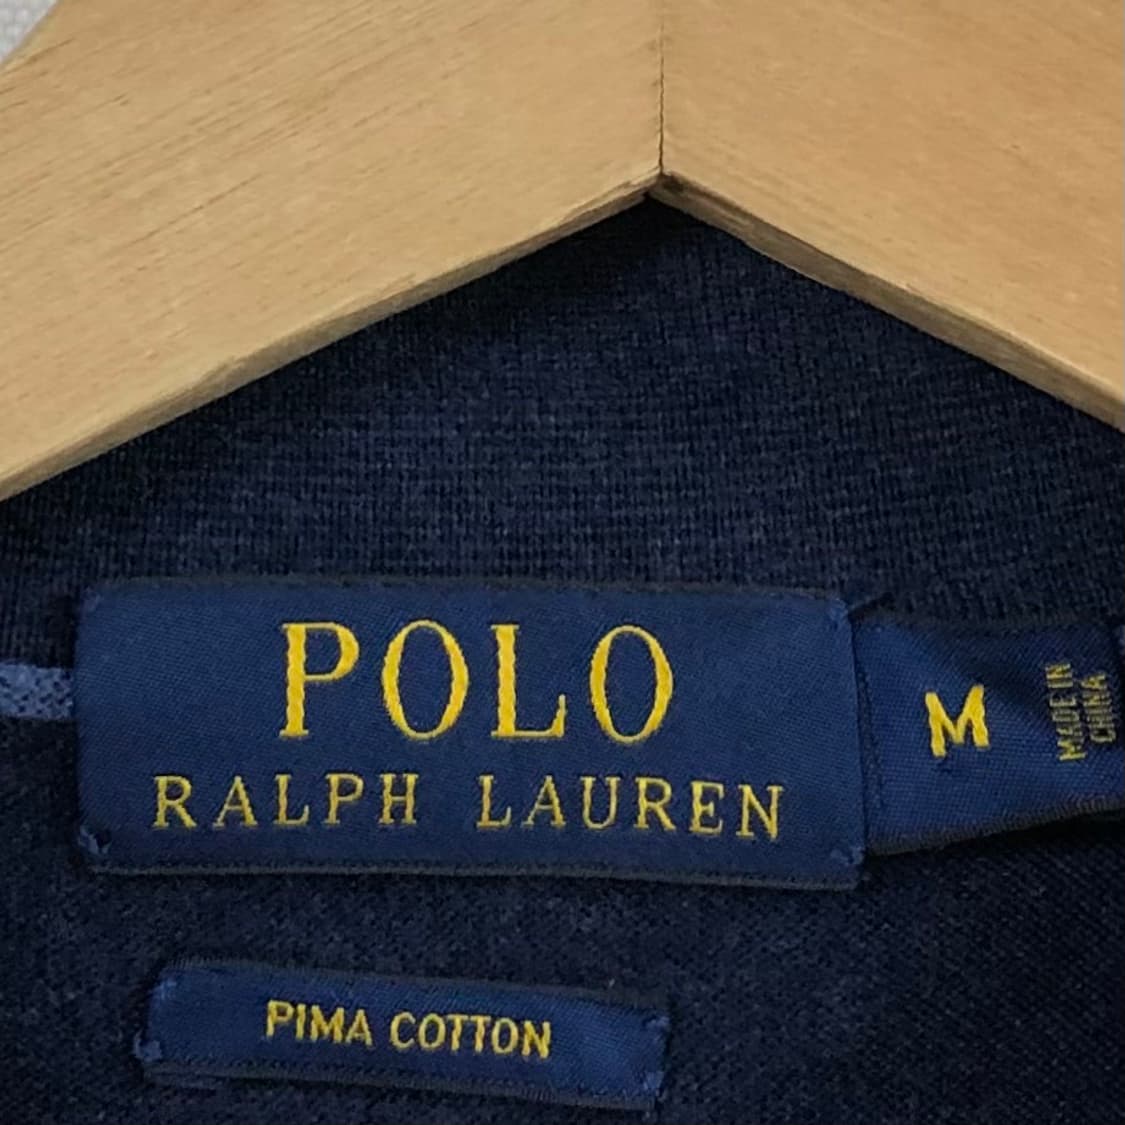 POLO
RALPH LAUREN
M
MADE IN
CHINA
PIMA COTTON